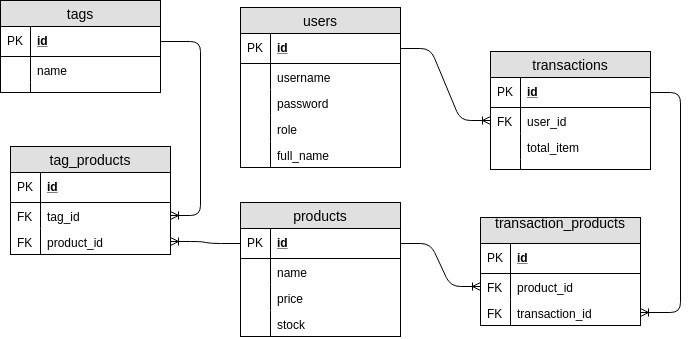 tags
PK id
name
users
PK id
username
password
role
full_name
transactions
PK id
FK user_id
total_item
tag_products
PK id
FK tag_id
FK product_id
products
PK id
name
price
stock
transaction_products
PK id
FK product_id
FK transaction_id